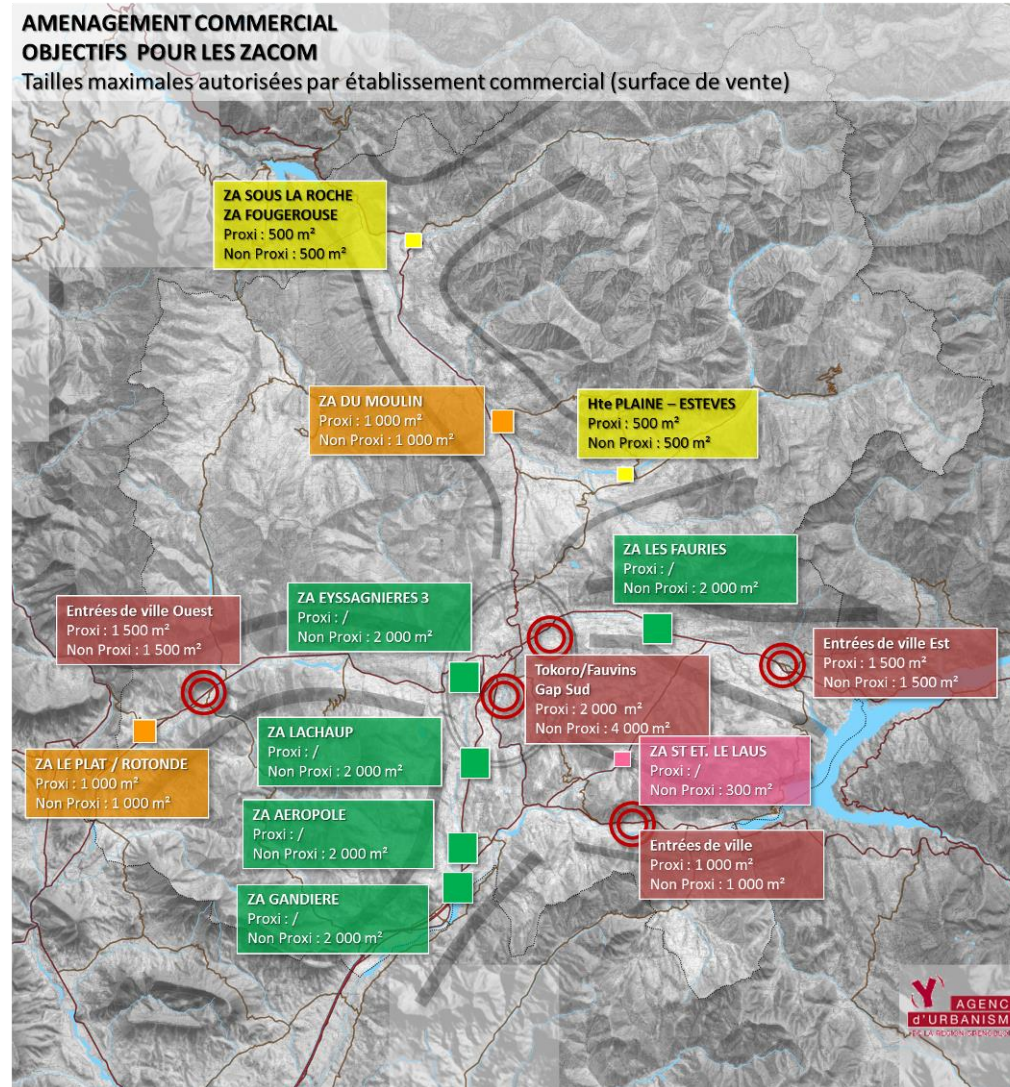 AMENAGEMENT COMMERCIAL
OBJECTIFS POUR LES ZACOM
Tailles maximales autorisées par établissement commercial (surface de vente)
ZA SOUS LA ROCHE
ZA FOUGEROUSE
Proxi : 500 m²
Non Proxi : 500 m²
ZA DU MOULIN
Proxi : 1 000 m²
Non Proxi : 1 000 m²
Hte PLAINE – ESTEVES
Proxi : 500 m²
Non Proxi : 500 m²
ZA LES FAURIES
Proxi : /
Non Proxi : 2 000 m²
ZA EYSSAGNIERES 3
Proxi : /
Non Proxi : 2 000 m²
Entrées de ville Ouest
Proxi : 1 500 m²
Non Proxi : 1 500 m²
Entrées de ville Est
Proxi : 1 500 m²
Non Proxi : 1 500 m²
Tokoro/Fauvins
Gap Sud
Proxi : 2 000 m²
Non Proxi : 4 000 m²
ZA LACHAUP
Proxi : /
Non Proxi : 2 000 m²
ZA ST ET. LE LAUS
Proxi : /
Non Proxi : 300 m²
ZA LE PLAT / ROTONDE
Proxi : 1 000 m²
Non Proxi : 1 000 m²
ZA AEROPOLE
Proxi : /
Non Proxi : 2 000 m²
Entrées de ville
Proxi : 1 000 m²
Non Proxi : 1 000 m²
ZA GANDIERE
Proxi : /
Non Proxi : 2 000 m²
AGENC
d'URBANISM
DE LA REGION GRENOBLOI